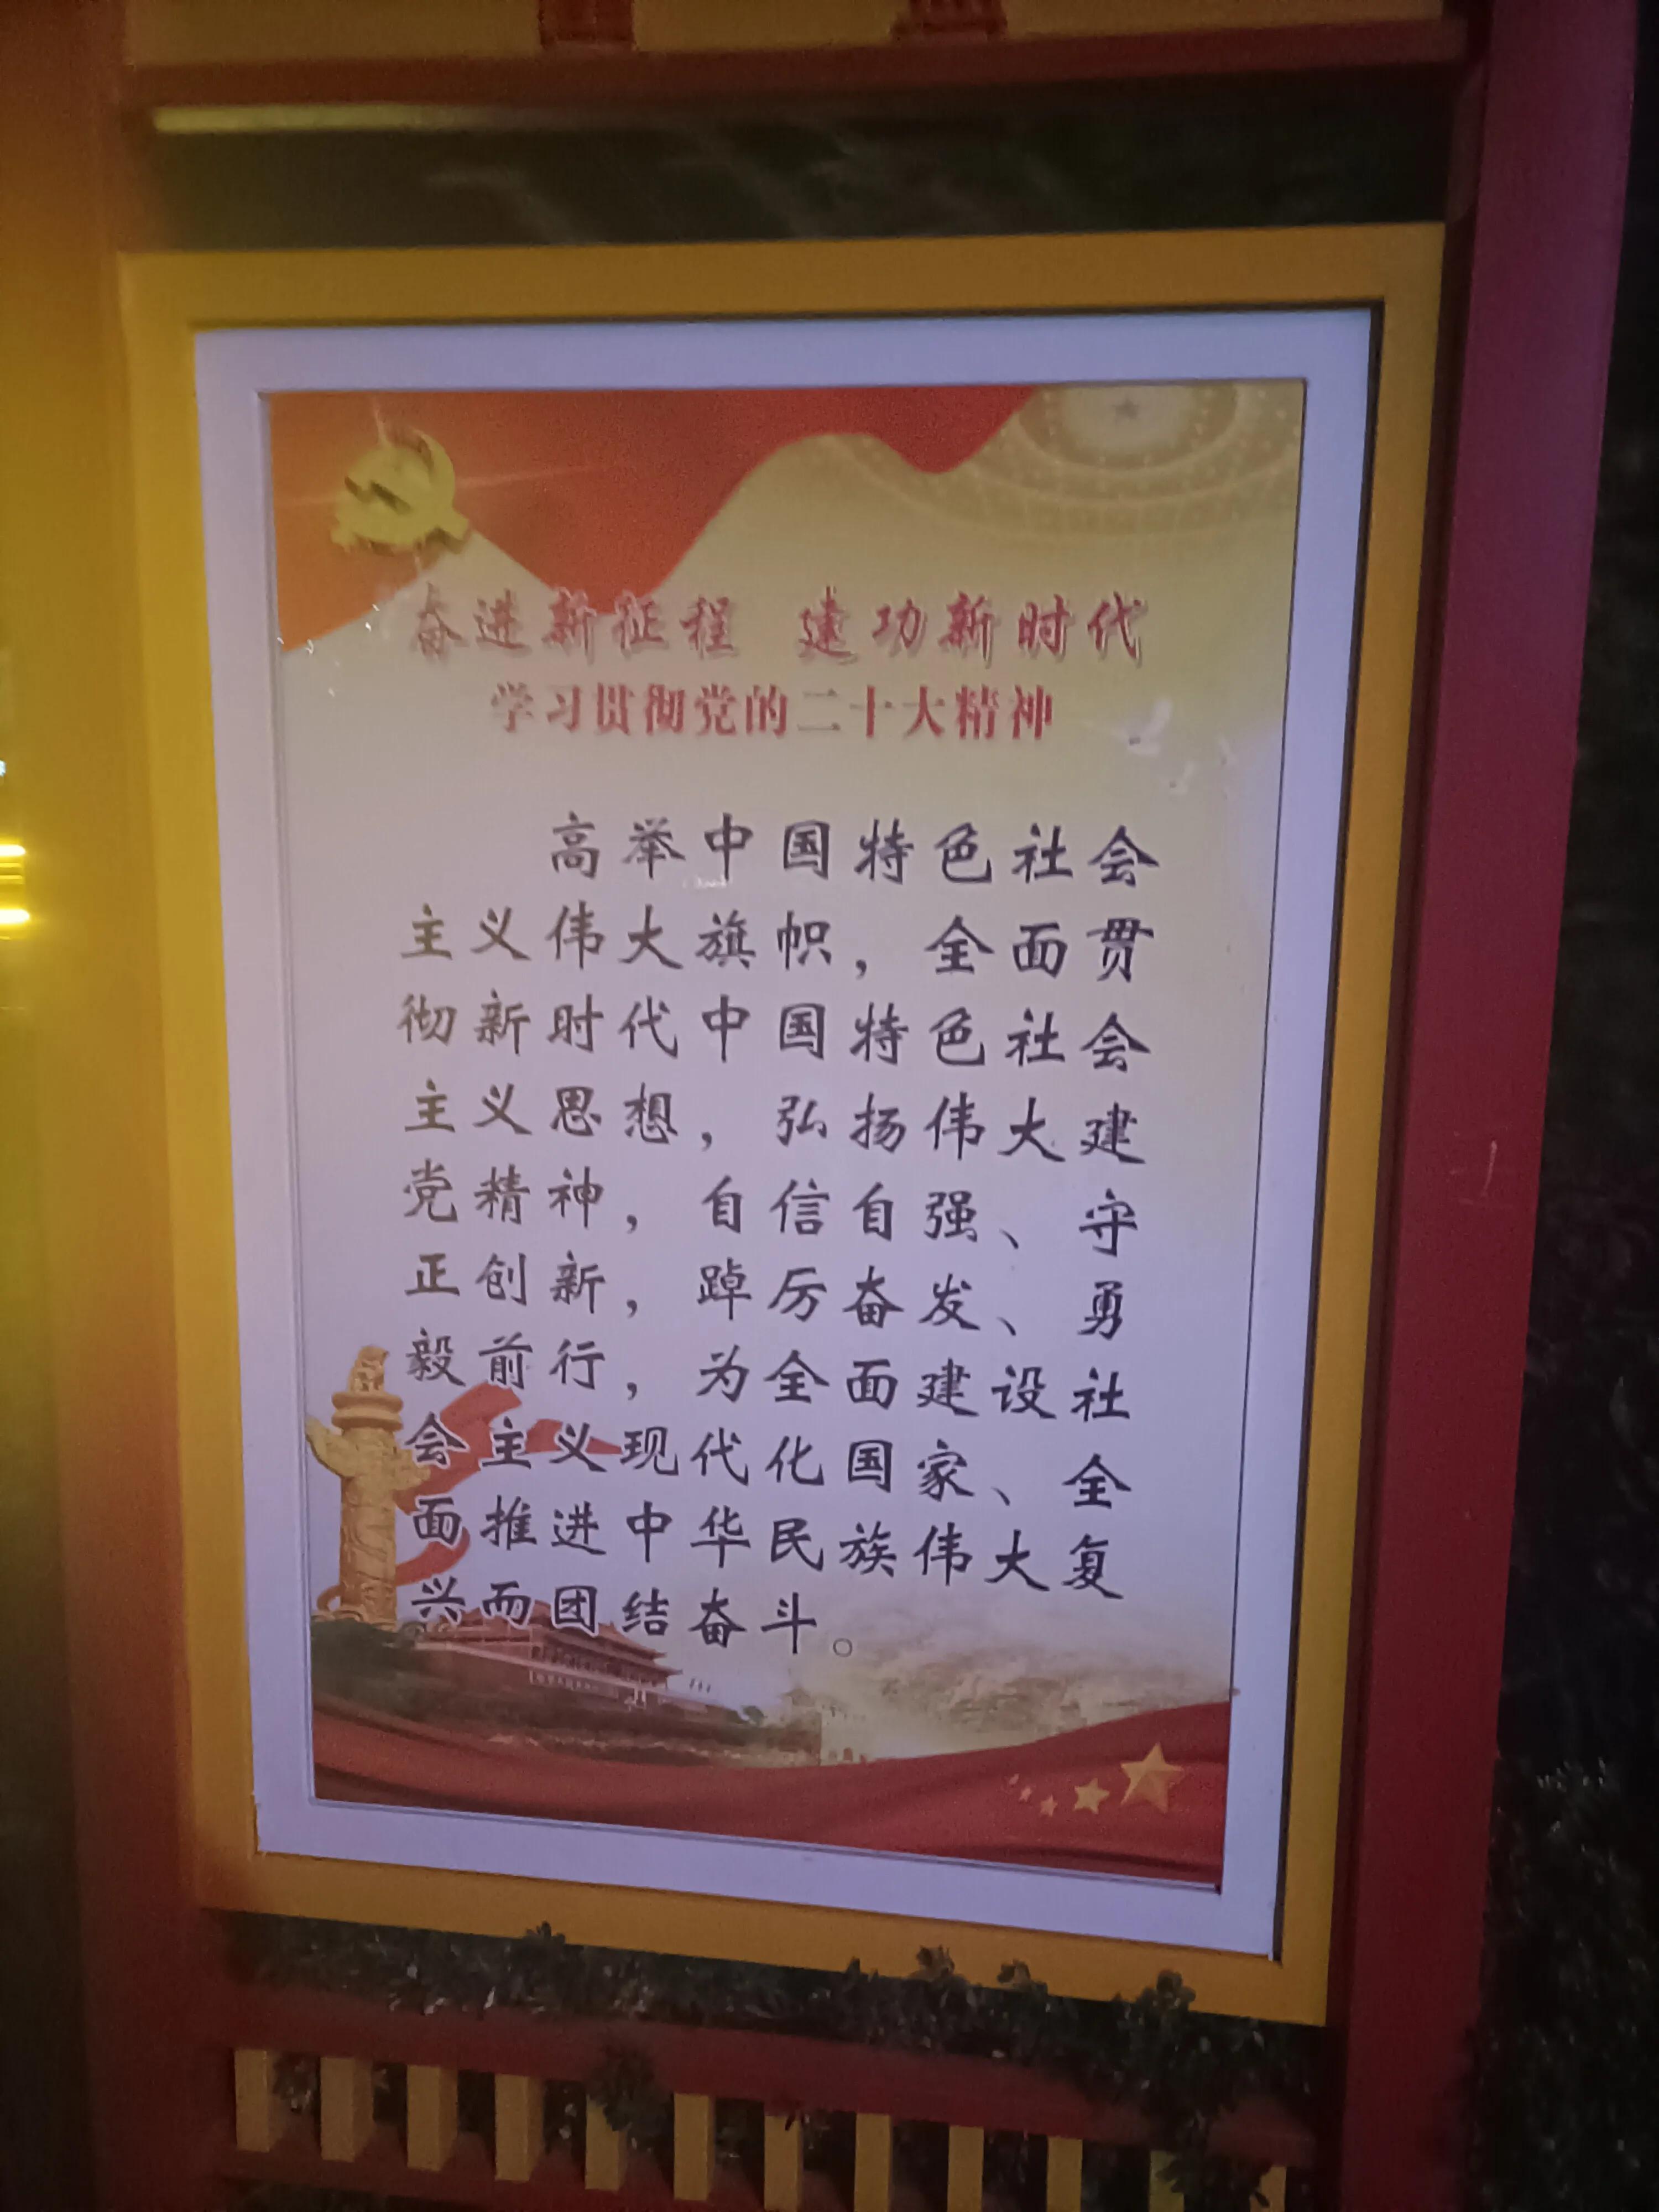 奋进新征程 建功新时代
学习贯彻党的二十大精神
高举中国特色社会
主义伟大旗帜，全面贯
彻新时代中国特色社会
主义思想，弘扬伟大建
党精神，自信自强、守
正创新，踔厉奋发、勇
毅前行，为全面建设社
会主义现代化国家、全
面推进中华民族伟大复
兴而团结奋斗。